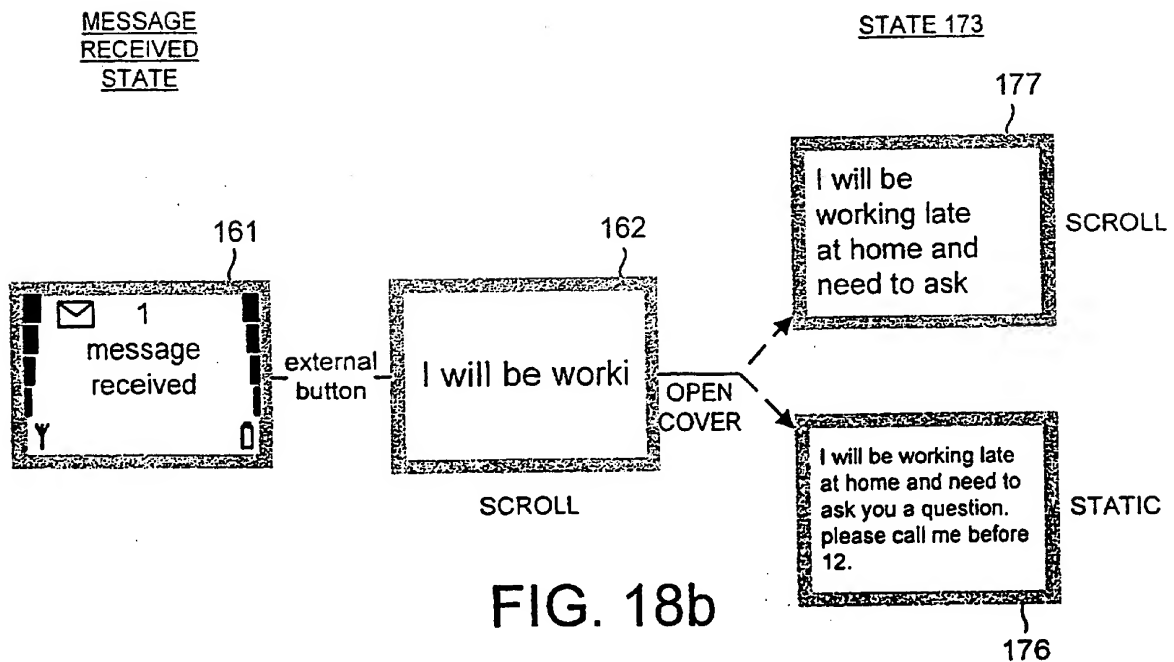 MESSAGE
RECEIVED
STATE
STATE 173
177
I will be
working late
at home and
need to ask
SCROLL
161
1
message
received
external
button
162
I will be worki
SCROLL
OPEN
COVER
I will be working late
at home and need to
ask you a question.
please call me before
12.
STATIC
176
FIG. 18b